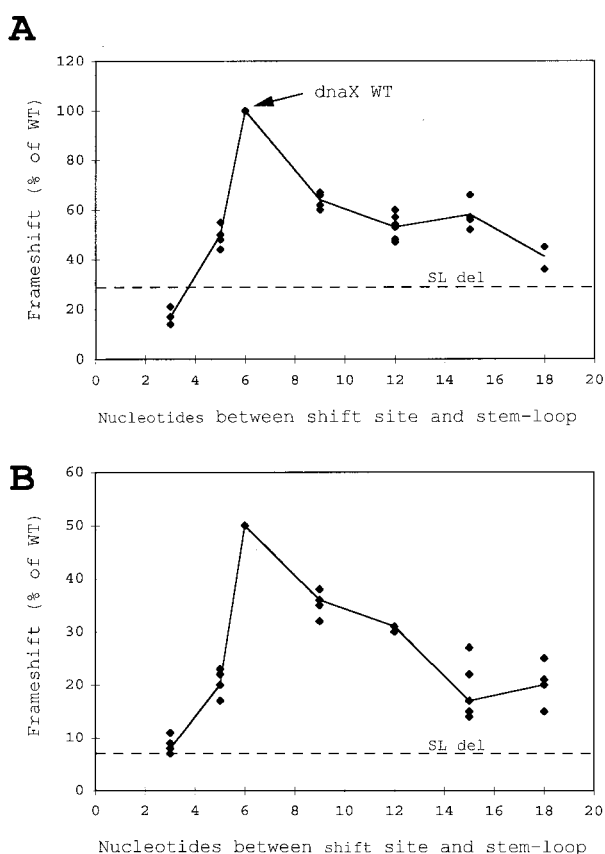 A
Frameshift (% of WT)
120
100
80
60
40
20
0
dnaX WT
SL del
0 2 4 6 8 10 12 14 16 18 20
Nucleotides between shift site and stem-loop
B
Frameshift (% of WT)
60
50
40
30
20
10
0
SL del
0 2 4 6 8 10 12 14 16 18 20
Nucleotides between shift site and stem-loop